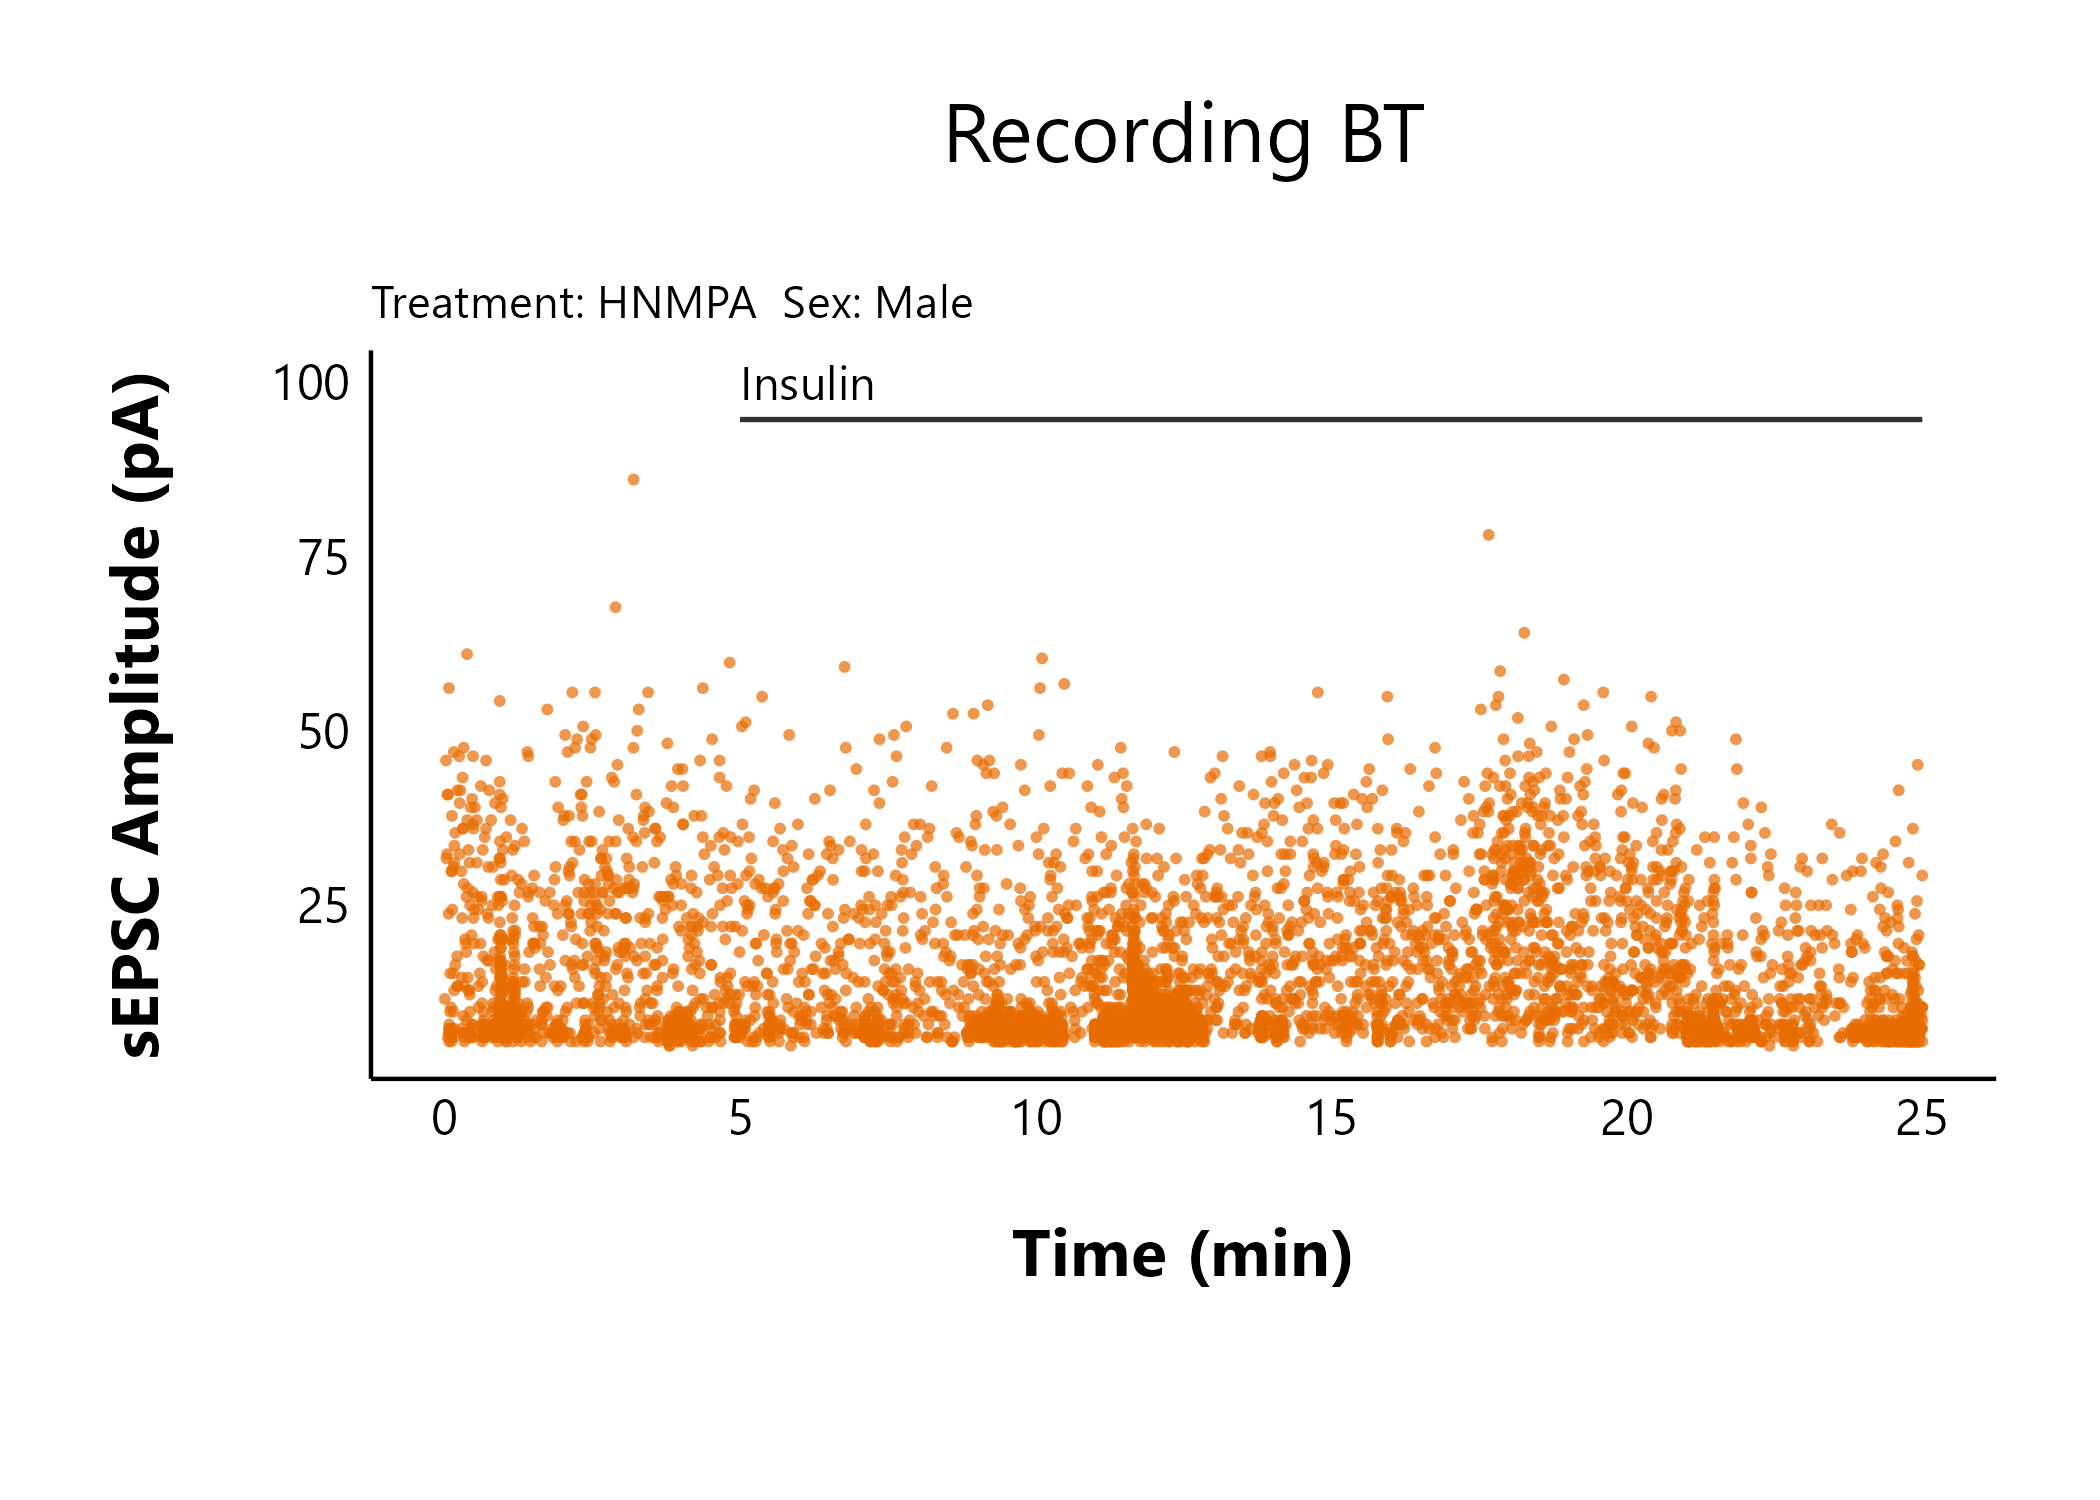 Recording BT
Treatment: HNMPA  Sex: Male
Insulin
sEPSC Amplitude (pA)
100
75
50
25
0 5 10 15 20 25
Time (min)